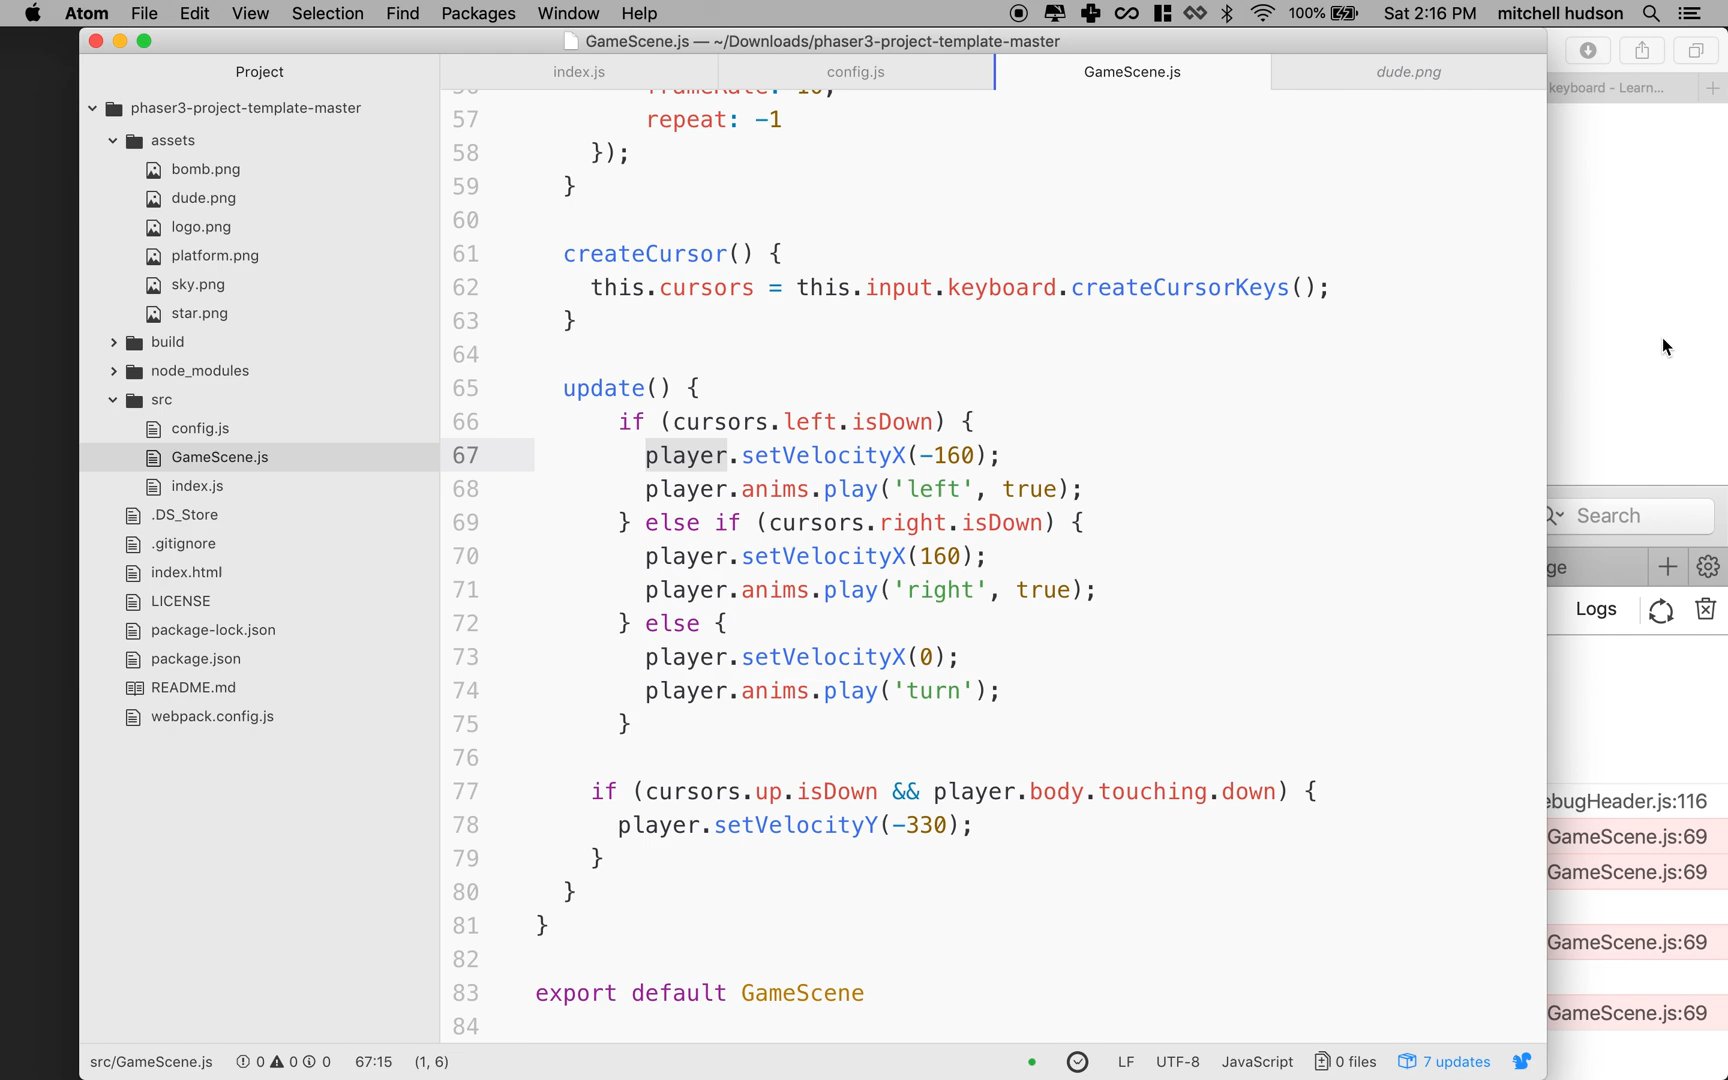 Atom File Edit View Selection Find Packages Window Help 100% Sat 2:16 PM mitchell hudson
GameScene.js — ~/Downloads/phaser3-project-template-master
Project
index.js config.js GameScene.js dude.png
keyboard - Learn...
phaser3-project-template-master
assets
bomb.png
dude.png
logo.png
platform.png
sky.png
star.png
build
node_modules
src
config.js
GameScene.js
index.js
.DS_Store
.gitignore
index.html
LICENSE
package-lock.json
package.json
README.md
webpack.config.js
57 repeat: -1
58 });
59 }
60
61 createCursor() {
62 this.cursors = this.input.keyboard.createCursorKeys();
63 }
64
65 update() {
66 if (cursors.left.isDown) {
67 player.setVelocityX(-160);
68 player.anims.play('left', true);
69 } else if (cursors.right.isDown) {
70 player.setVelocityX(160);
71 player.anims.play('right', true);
72 } else {
73 player.setVelocityX(0);
74 player.anims.play('turn');
75 }
76
77 if (cursors.up.isDown && player.body.touching.down) {
78 player.setVelocityY(-330);
79 }
80 }
81 }
82
83 export default GameScene
84
Search
ge
Logs
ebugHeader.js:116
GameScene.js:69
GameScene.js:69
GameScene.js:69
GameScene.js:69
src/GameScene.js 0 0 0 67:15 (1, 6) LF UTF-8 JavaScript 0 files 7 updates